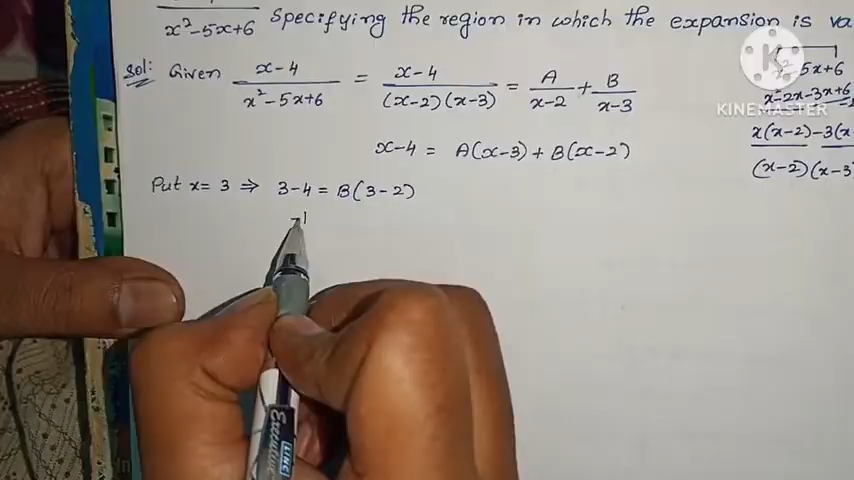 x²-5x+6 Specifying the region in which the expansion is va
Sol: Given x-4 / x²-5x+6 = x-4 / (x-2)(x-3) = A / x-2 + B / x-3
x-4 = A(x-3) + B(x-2)
Put x= 3 ⇒ 3-4 = B(3-2)
-1
x²-5x+6
x²-2x-3x+6
x(x-2)-3(x-
(x-2)(x-3)
KINEMASTER
Executive
LINC